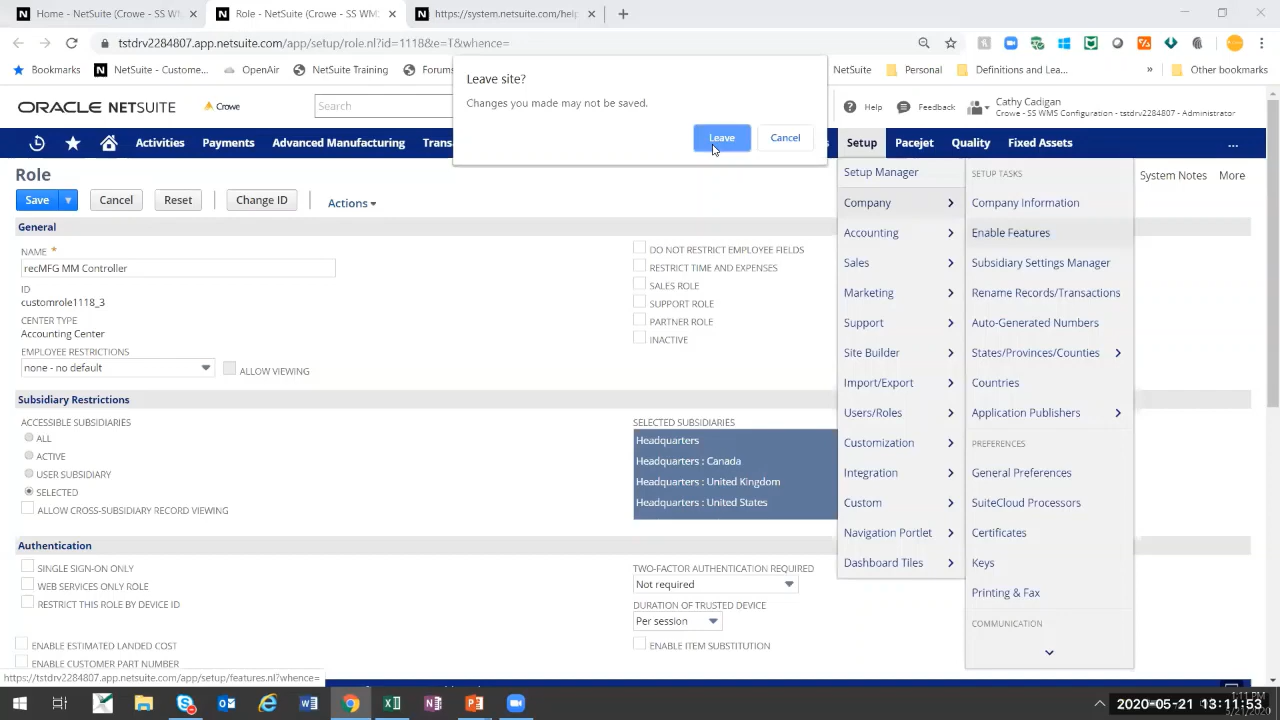 Home - NetSuite (Crowe - SS W
Role - NetSuite (Crowe - SS WMS
https://system.netsuite.com/help
tstdrv2284807.app.netsuite.com/app/setup/role.nl?id=1118&e=T&whence=
Bookmarks
NetSuite - Custome...
OpenAir
NetSuite Training
Forum
NetSuite
Personal
Definitions and Lea...
»
Other bookmarks
Leave site?
Changes you made may not be saved.
Leave
Cancel
ORACLE NETSUITE
Crowe
Search
Help
Feedback
Cathy Cadigan
Crowe - SS WMS Configuration - tstdrv2284807 - Administrator
Activities
Payments
Advanced Manufacturing
Trans
Setup
Pacejet
Quality
Fixed Assets
...
Role
System Notes
More
Save
Cancel
Reset
Change ID
Actions
General
NAME *
recMFG MM Controller
ID
customrole1118_3
CENTER TYPE
Accounting Center
EMPLOYEE RESTRICTIONS
none - no default
ALLOW VIEWING
DO NOT RESTRICT EMPLOYEE FIELDS
RESTRICT TIME AND EXPENSES
SALES ROLE
SUPPORT ROLE
PARTNER ROLE
INACTIVE
Subsidiary Restrictions
ACCESSIBLE SUBSIDIARIES
ALL
ACTIVE
USER SUBSIDIARY
SELECTED
ALLOW CROSS-SUBSIDIARY RECORD VIEWING
SELECTED SUBSIDIARIES
Headquarters
Headquarters : Canada
Headquarters : United Kingdom
Headquarters : United States
Authentication
SINGLE SIGN-ON ONLY
WEB SERVICES ONLY ROLE
RESTRICT THIS ROLE BY DEVICE ID
TWO-FACTOR AUTHENTICATION REQUIRED
Not required
DURATION OF TRUSTED DEVICE
Per session
ENABLE ESTIMATED LANDED COST
ENABLE CUSTOMER PART NUMBER
ENABLE ITEM SUBSTITUTION
Setup Manager
Company
Accounting
Sales
Marketing
Support
Site Builder
Import/Export
Users/Roles
Customization
Integration
Custom
Navigation Portlet
Dashboard Tiles
SETUP TASKS
Company Information
Enable Features
Subsidiary Settings Manager
Rename Records/Transactions
Auto-Generated Numbers
States/Provinces/Counties
Countries
Application Publishers
PREFERENCES
General Preferences
SuiteCloud Processors
Certificates
Keys
Printing & Fax
COMMUNICATION
https://tstdrv2284807.app.netsuite.com/app/setup/features.nl?whence=
2020-05-21 13:11:53